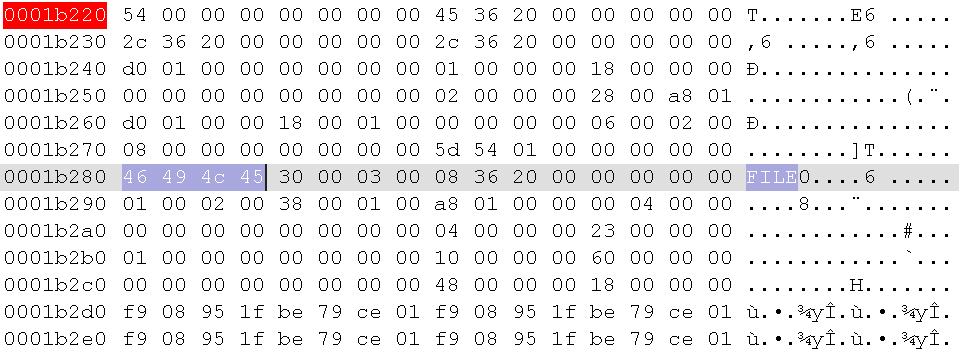 0001b220 54 00 00 00 00 00 00 00 45 36 20 00 00 00 00 00 T.......E6 .....
0001b230 2c 36 20 00 00 00 00 00 2c 36 20 00 00 00 00 00 ,6 .....,6 .....
0001b240 d0 01 00 00 00 00 00 00 01 00 00 00 18 00 00 00 Ð...............
0001b250 00 00 00 00 00 00 00 00 02 00 00 00 28 00 a8 01 ............(.¨.
0001b260 d0 01 00 00 18 00 01 00 00 00 00 00 06 00 02 00 Ð...............
0001b270 08 00 00 00 00 00 00 00 5d 54 01 00 00 00 00 00 ........]T......
0001b280 46 49 4c 45 30 00 03 00 08 36 20 00 00 00 00 00 FILE0....6 .....
0001b290 01 00 02 00 38 00 01 00 a8 01 00 00 00 04 00 00 ....8...¨.......
0001b2a0 00 00 00 00 00 00 00 00 04 00 00 00 23 00 00 00 ............#...
0001b2b0 01 00 00 00 00 00 00 00 10 00 00 00 60 00 00 00 ............`...
0001b2c0 00 00 00 00 00 00 00 00 48 00 00 00 18 00 00 00 ........H.......
0001b2d0 f9 08 95 1f be 79 ce 01 f9 08 95 1f be 79 ce 01 ù.•.¾yÎ.ù.•.¾yÎ.
0001b2e0 f9 08 95 1f be 79 ce 01 f9 08 95 1f be 79 ce 01 ù.•.¾yÎ.ù.•.¾yÎ.